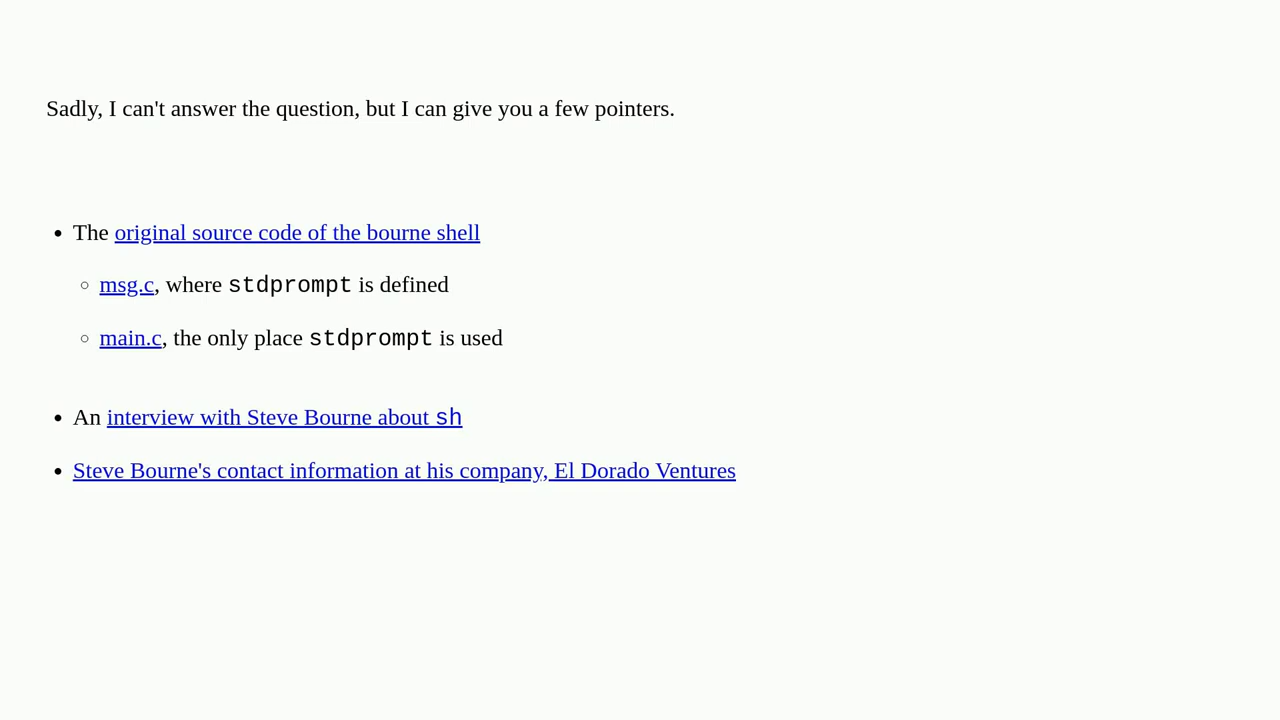 Sadly, I can't answer the question, but I can give you a few pointers.
The original source code of the bourne shell
msg.c, where stdprompt is defined
main.c, the only place stdprompt is used
An interview with Steve Bourne about sh
Steve Bourne's contact information at his company, El Dorado Ventures